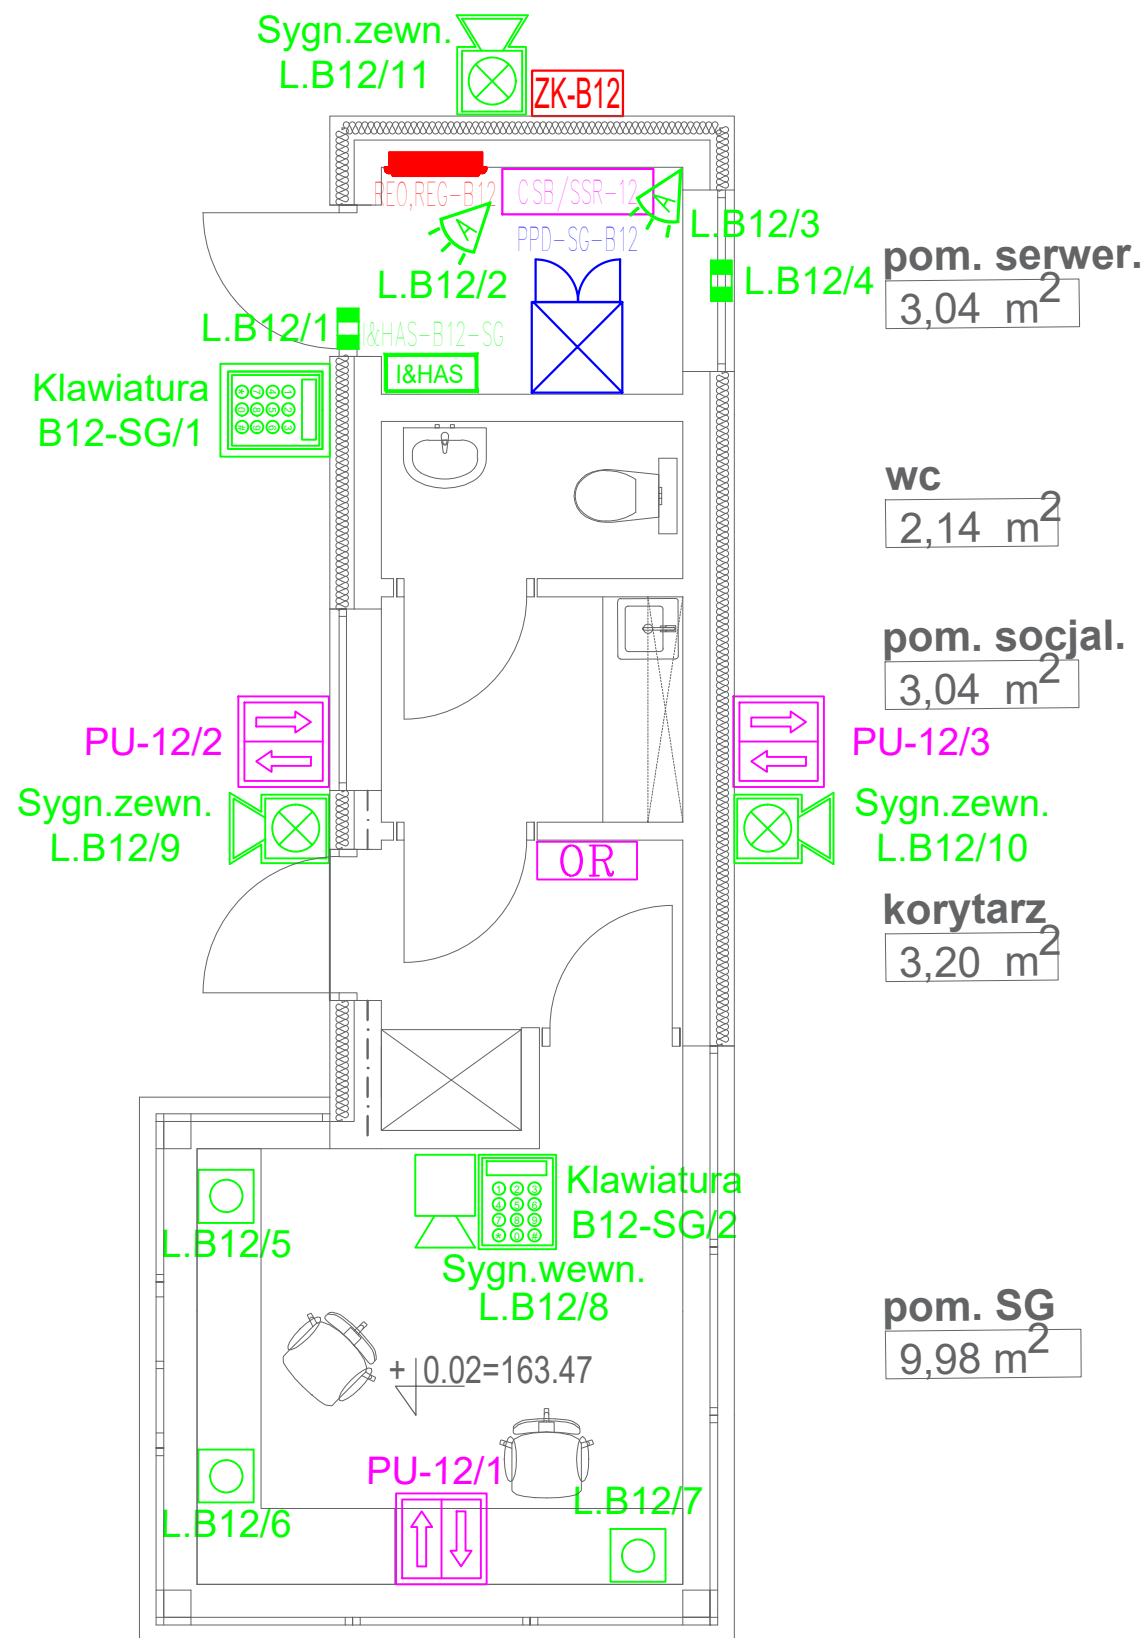 Sygn.zewn.
L.B12/11
ZK-B12
REO,REG-B12
CSB/SSR-12
L.B12/2
PPD-SG-B12
L.B12/3
L.B12/4
pom. serwer.
3,04 m²
L.B12/1
I&HAS-B12-SG
I&HAS
Klawiatura
B12-SG/1
wc
2,14 m²
pom. socjal.
3,04 m²
PU-12/2
PU-12/3
Sygn.zewn.
L.B12/9
Sygn.zewn.
L.B12/10
OR
korytarz
3,20 m²
L.B12/5
Klawiatura
B12-SG/2
Sygn.wewn.
L.B12/8
pom. SG
9,98 m²
+ 0.02=163.47
PU-12/1
L.B12/6
L.B12/7